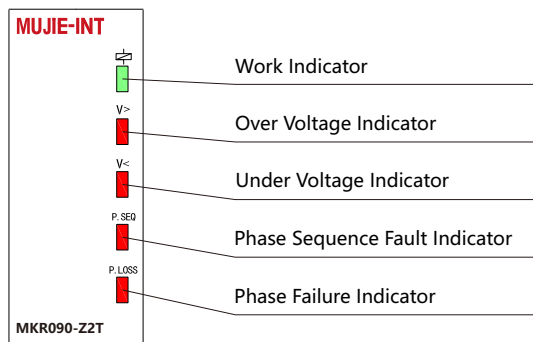 MUJIE-INT
Work Indicator
V>
Over Voltage Indicator
V<
Under Voltage Indicator
P.SEQ
Phase Sequence Fault Indicator
P.LOSS
Phase Failure Indicator
MKR090-Z2T